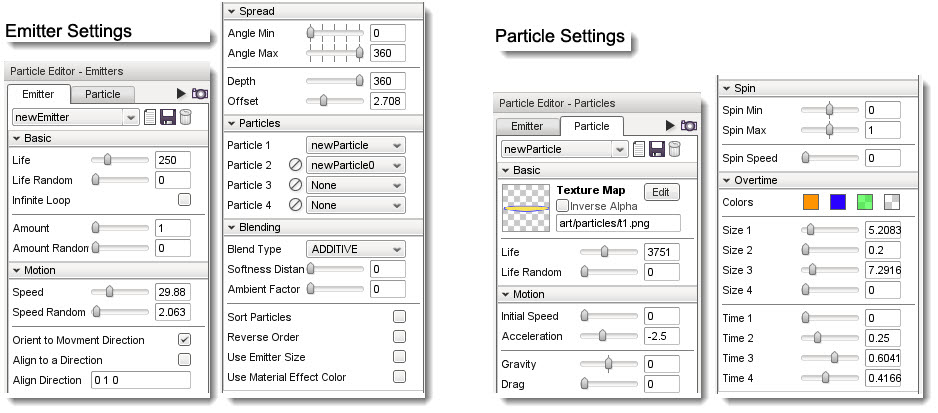 Emitter Settings
Particle Editor - Emitters
Emitter Particle
newEmitter
Basic
Life 250
Life Random 0
Infinite Loop
Amount 1
Amount Random 0
Motion
Speed 29.88
Speed Random 2.063
Orient to Movment Direction
Align to a Direction
Align Direction 0 1 0
Spread
Angle Min 0
Angle Max 360
Depth 360
Offset 2.708
Particles
Particle 1 newParticle
Particle 2 newParticle0
Particle 3 None
Particle 4 None
Blending
Blend Type ADDITIVE
Softness Distan 0
Ambient Factor 0
Sort Particles
Reverse Order
Use Emitter Size
Use Material Effect Color
Particle Settings
Particle Editor - Particles
Emitter Particle
newParticle
Basic
Texture Map Edit
Inverse Alpha
art/particles/t1.png
Life 3751
Life Random 0
Motion
Initial Speed 0
Acceleration -2.5
Gravity 0
Drag 0
Spin
Spin Min 0
Spin Max 1
Spin Speed 0
Overtime
Colors
Size 1 5.2083
Size 2 0.2
Size 3 7.2916
Size 4 0
Time 1 0
Time 2 0.25
Time 3 0.6041
Time 4 0.4166